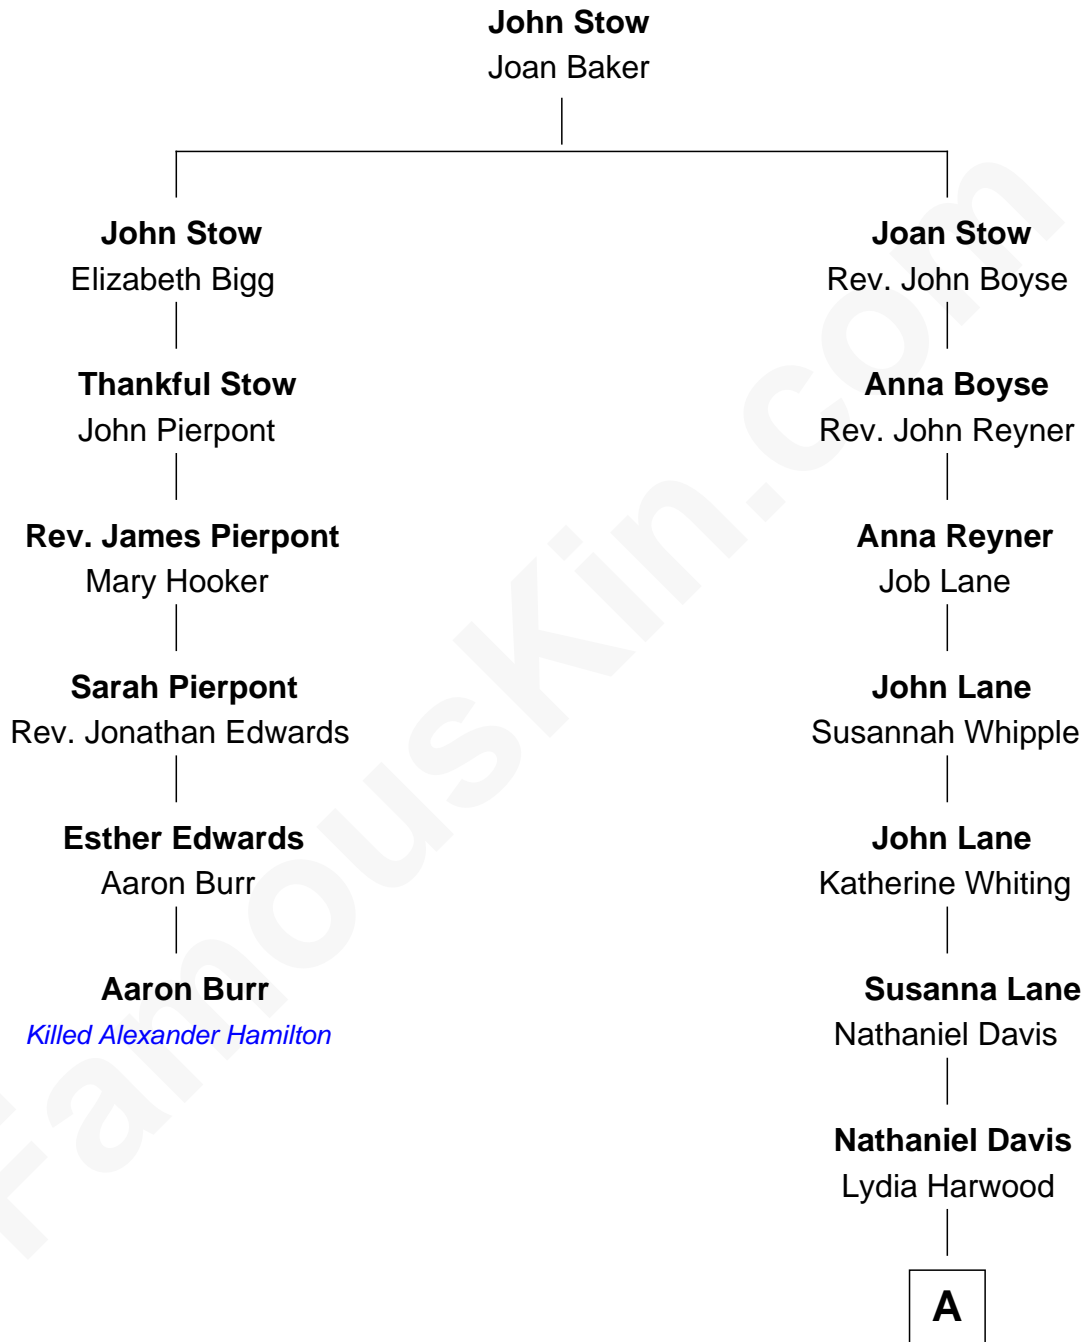 John Stow
Joan Baker
John Stow
Elizabeth Bigg
Thankful Stow
John Pierpont
Rev. James Pierpont
Mary Hooker
Sarah Pierpont
Rev. Jonathan Edwards
Esther Edwards
Aaron Burr
Aaron Burr
Killed Alexander Hamilton
Joan Stow
Rev. John Boyse
Anna Boyse
Rev. John Reyner
Anna Reyner
Job Lane
John Lane
Susannah Whipple
John Lane
Katherine Whiting
Susanna Lane
Nathaniel Davis
Nathaniel Davis
Lydia Harwood
A
FamousKin.com